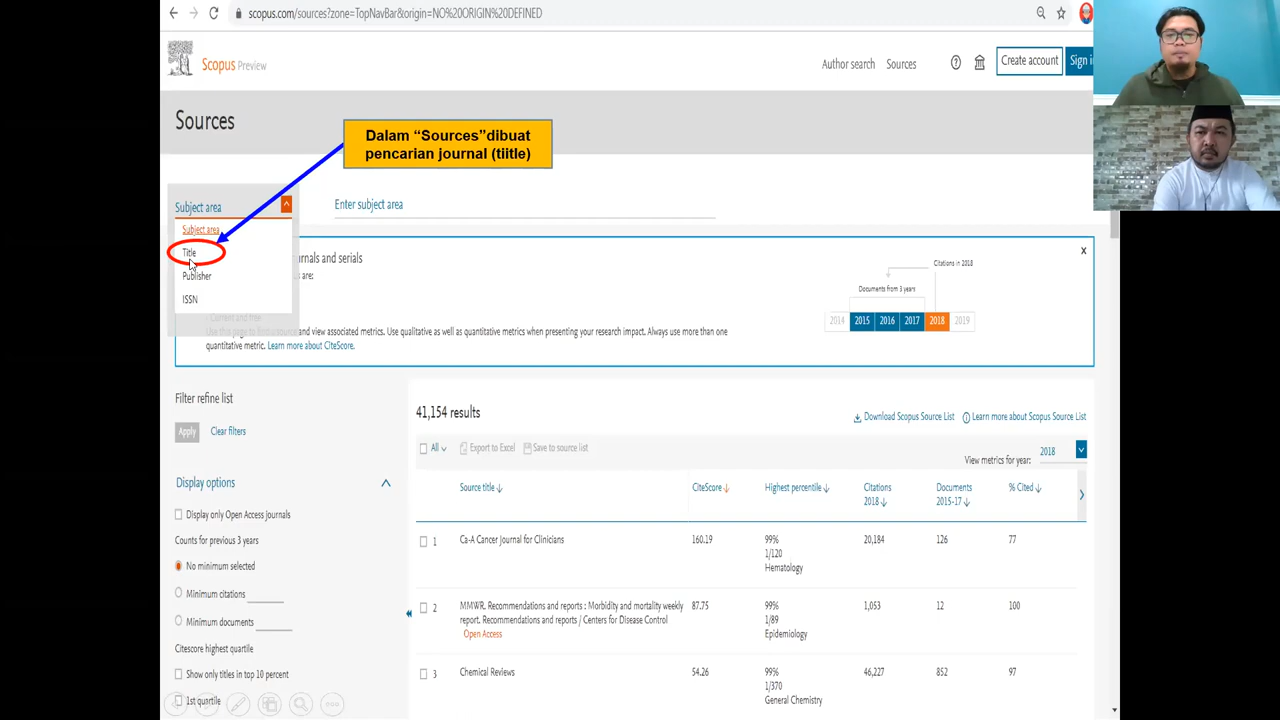 scopus.com/sources?zone=TopNavBar&origin=NO%20ORIGIN%20DEFINED
Scopus Preview
Author search
Sources
Create account
Sign in
Sources
Dalam “Sources”dibuat
pencarian journal (tiitle)
Subject area
Enter subject area
Subject area
Title
Publisher
ISSN
rnals and serials
s are:
Current and free
and view associated metrics. Use qualitative as well as quantitative metrics when presenting your research impact. Always use more than one
quantitative metric. Learn more about CiteScore.
x
Citations in 2018
Documents from 3 years
2014 2015 2016 2017 2018 2019
Filter refine list
Apply
Clear filters
Display options
Display only Open Access journals
Counts for previous 3 years
No minimum selected
Minimum citations
Minimum documents
Citescore highest quartile
Show only titles in top 10 percent
1st quartile
41,154 results
Download Scopus Source List
Learn more about Scopus Source List
All
Export to Excel
Save to source list
View metrics for year:
2018
Source title
CiteScore
Highest percentile
Citations
2018
Documents
2015-17
% Cited
1 Ca-A Cancer Journal for Clinicians 160.19 99% 20,184 126 77
1/120
Hematology
2 MMWR. Recommendations and reports : Morbidity and mortality weekly 87.75 99% 1,053 12 100
report. Recommendations and reports / Centers for Disease Control 1/89
Open Access Epidemiology
3 Chemical Reviews 54.26 99% 46,227 852 97
1/370
General Chemistry